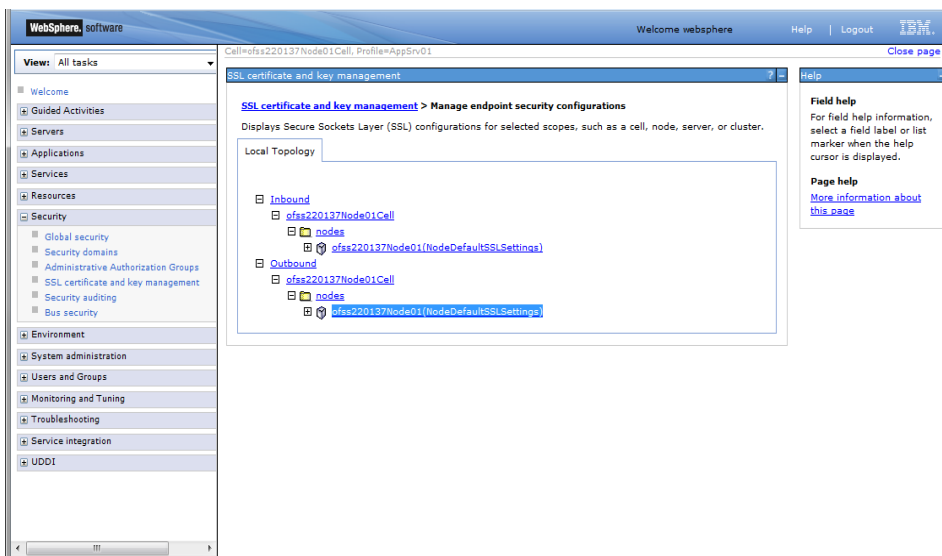 WebSphere. software
Welcome websphere
Help | Logout
IBM.
View: All tasks
Cell=ofss220137Node01Cell, Profile=AppSrv01
Close page
Welcome
Guided Activities
Servers
Applications
Services
Resources
Security
Global security
Security domains
Administrative Authorization Groups
SSL certificate and key management
Security auditing
Bus security
Environment
System administration
Users and Groups
Monitoring and Tuning
Troubleshooting
Service integration
UDDI
SSL certificate and key management
SSL certificate and key management > Manage endpoint security configurations
Displays Secure Sockets Layer (SSL) configurations for selected scopes, such as a cell, node, server, or cluster.
Local Topology
Inbound
ofss220137Node01Cell
nodes
ofss220137Node01(NodeDefaultSSLSettings)
Outbound
ofss220137Node01Cell
nodes
ofss220137Node01(NodeDefaultSSLSettings)
Help
Field help
For field help information,
select a field label or list
marker when the help
cursor is displayed.
Page help
More information about
this page